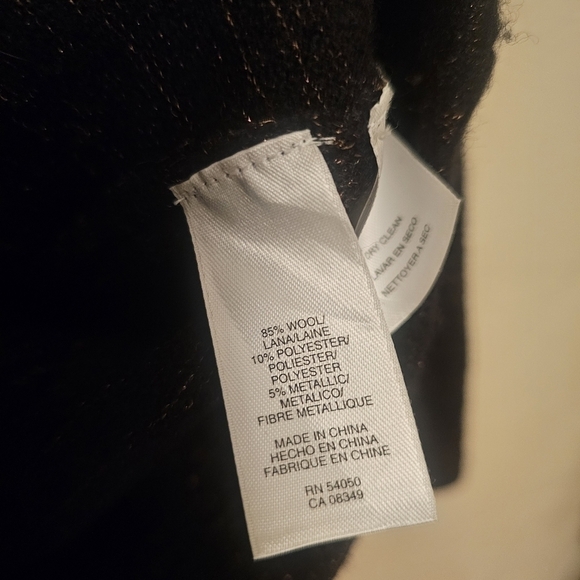 85% WOOL/
LANA/LAINE
10% POLYESTER/
POLIESTER/
POLYESTER
5% METALLIC/
METALICO/
FIBRE METALLIQUE
MADE IN CHINA
HECHO EN CHINA
FABRIQUE EN CHINE
RN 54050
CA 08349
DRY CLEAN
LAVAR EN SECO
NETTOYER A SEC